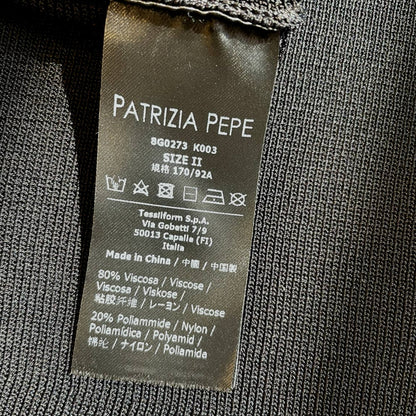 PATRIZIA PEPE
8G0273 K003
SIZE II
規格 170/92A
Tessilform S.p.A.
Via Gobetti 7/9
50013 Capalle (FI)
Italia
Made in China / 中國 / 中国製
80% Viscosa / Viscose /
Viscosa / Viskose /
粘胶纤维 / レーヨン / Viscose
20% Poliammide / Nylon /
Poliamídica / Polyamid /
锦纶 / ナイロン / Poliamida